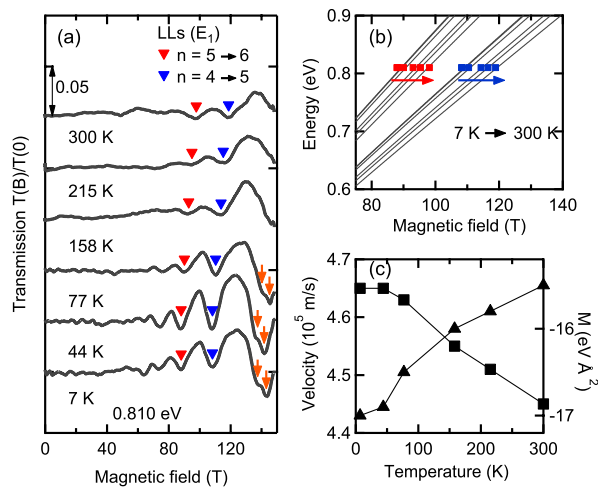 (a)
LLs (E1)
n = 5 → 6
n = 4 → 5
0.05
300 K
215 K
158 K
77 K
44 K
7 K
0.810 eV
Transmission T(B)/T(0)
0 40 80 120
Magnetic field (T)
(b)
0.9
0.8
0.7
0.6
Energy (eV)
7 K → 300 K
80 100 120 140
Magnetic field (T)
(c)
4.7
4.6
4.5
4.4
Velocity (10^5 m/s)
-16
-17
M (eV Å^2)
0 100 200 300
Temperature (K)